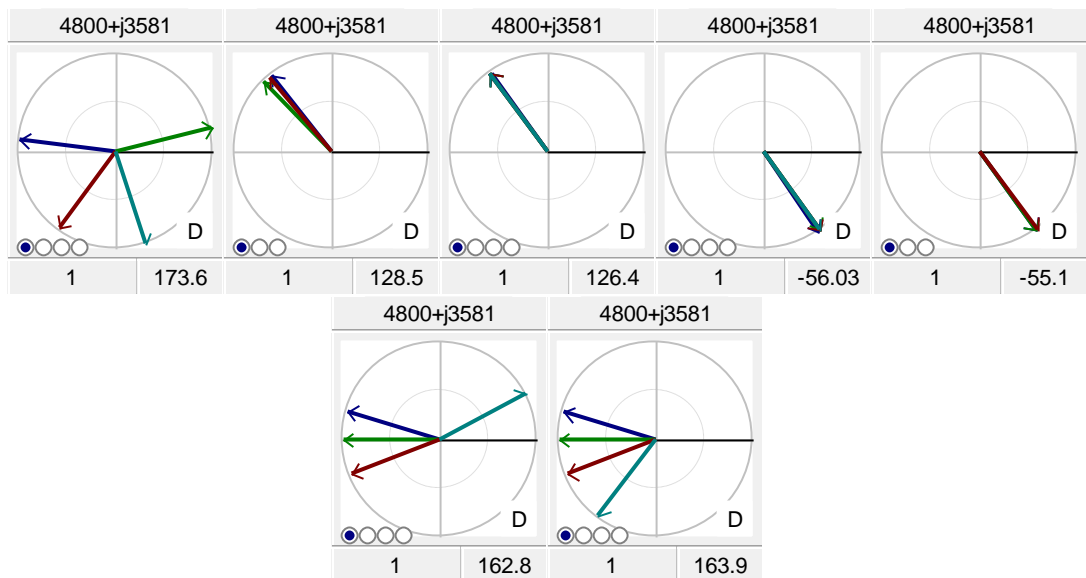 4800+j3581 4800+j3581 4800+j3581 4800+j3581 4800+j3581
D D D D D
1 173.6 1 128.5 1 126.4 1 -56.03 1 -55.1
4800+j3581 4800+j3581
D D
1 162.8 1 163.9